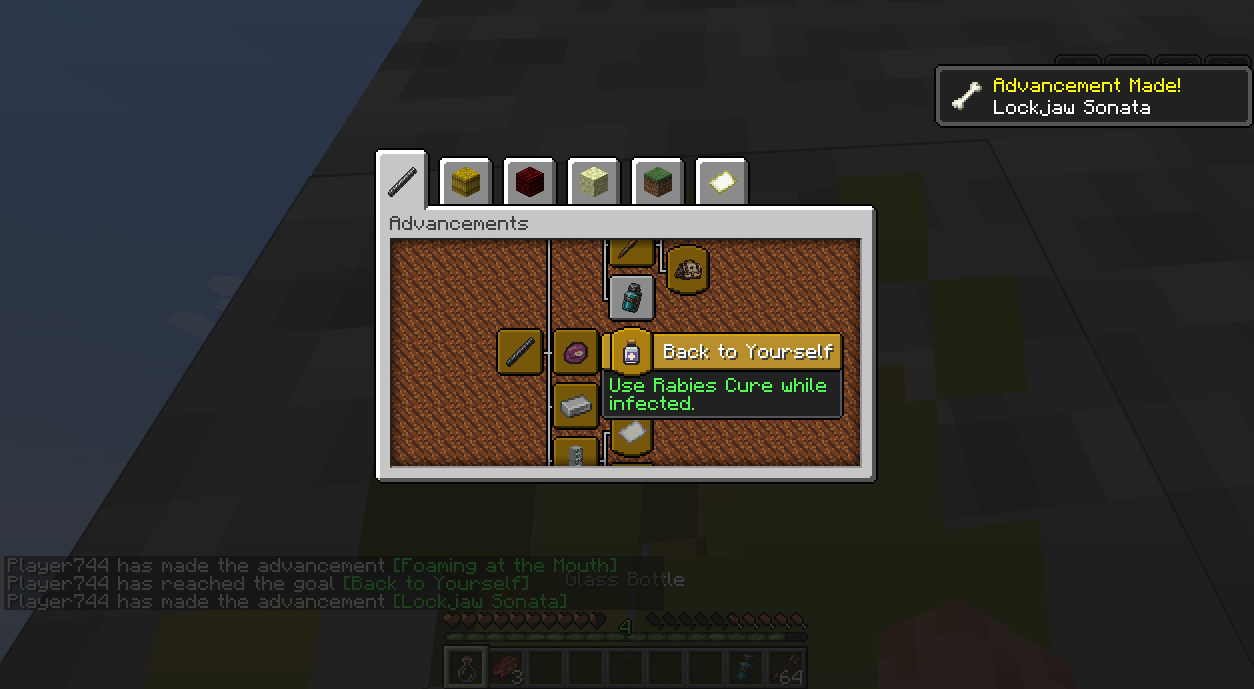 Advancement Made!
Lockjaw Sonata
Advancements
Back to Yourself
Use Rabies Cure while
infected.
Player744 has made the advancement [Foaming at the Mouth]
Player744 has reached the goal [Back to Yourself]
Glass Bottle
Player744 has made the advancement [Lockjaw Sonata]
4
3
64